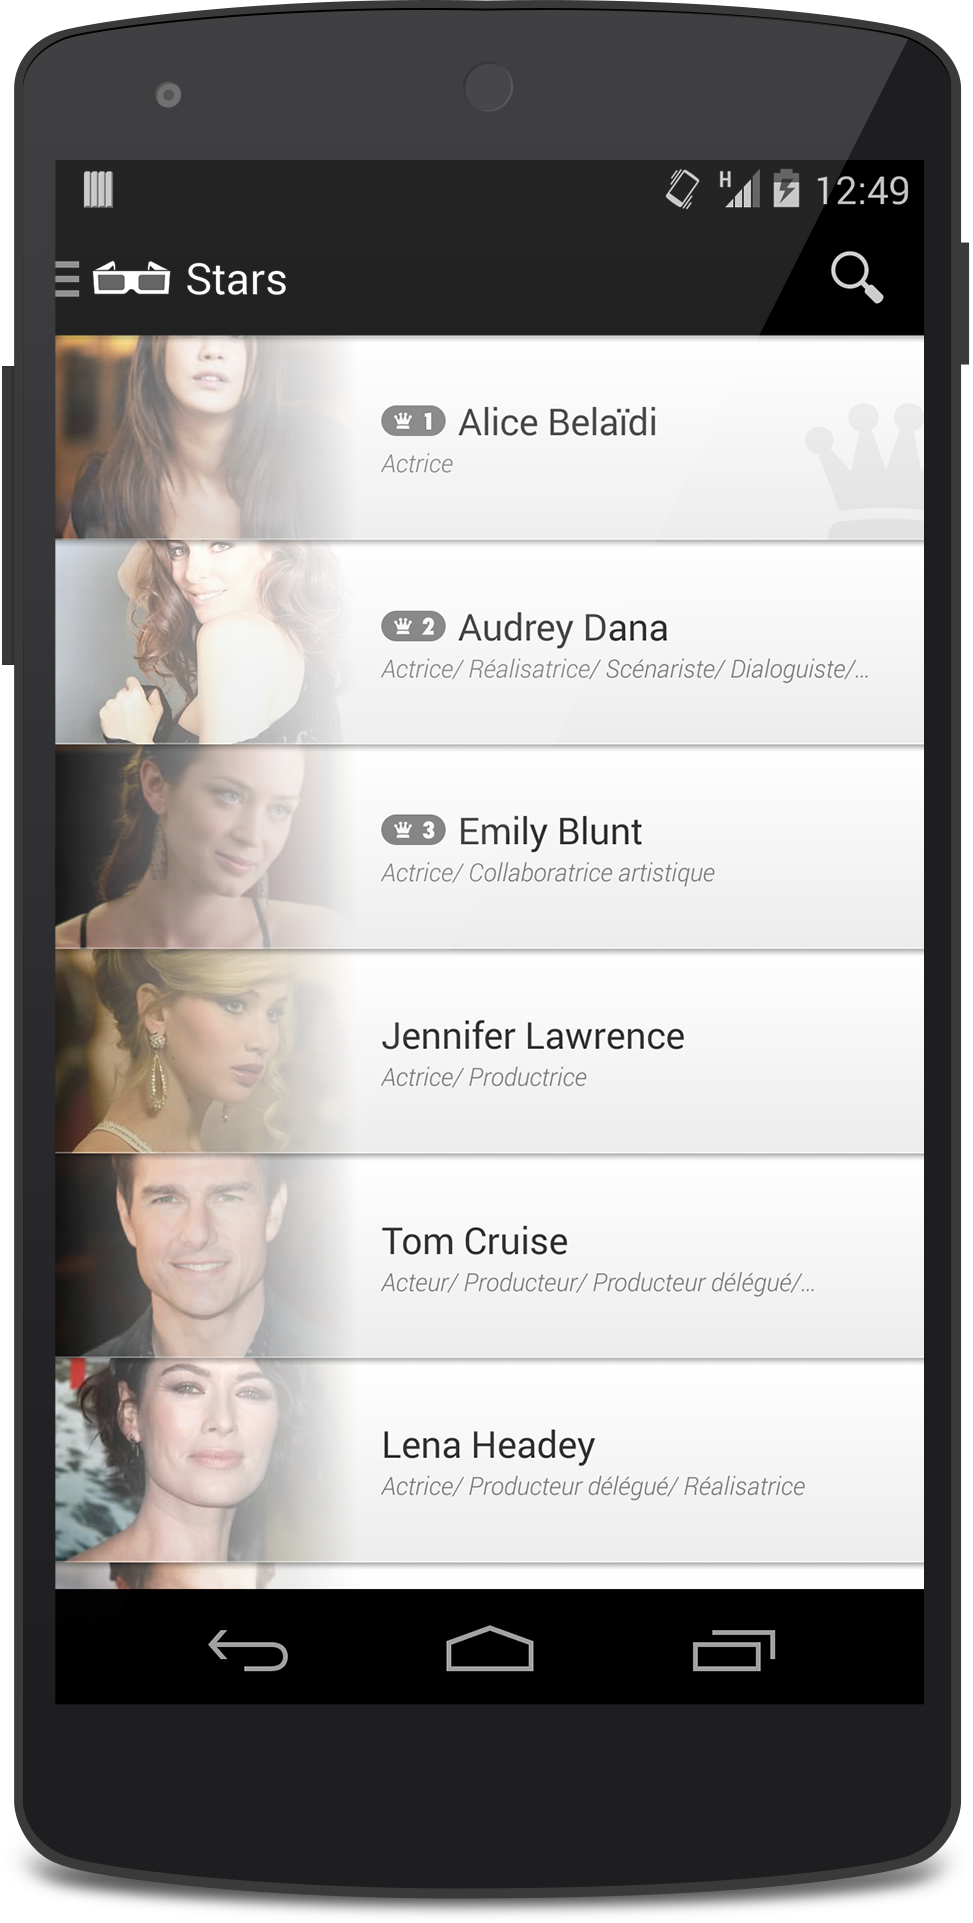 H 12:49
Stars
1 Alice Belaïdi
Actrice
2 Audrey Dana
Actrice/ Réalisatrice/ Scénariste/ Dialoguiste/...
3 Emily Blunt
Actrice/ Collaboratrice artistique
Jennifer Lawrence
Actrice/ Productrice
Tom Cruise
Acteur/ Producteur/ Producteur délégué/...
Lena Headey
Actrice/ Producteur délégué/ Réalisatrice